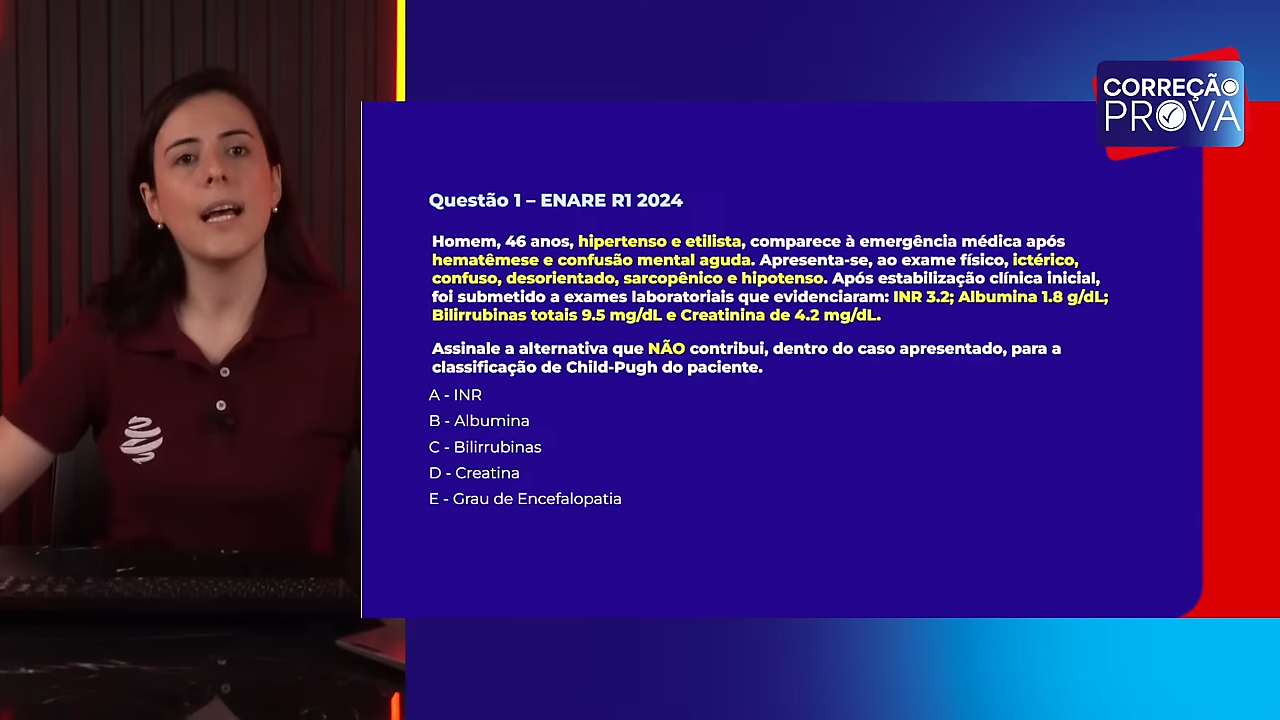 CORREÇÃO
PROVA
Questão 1 – ENARE R1 2024
Homem, 46 anos, hipertenso e etilista, comparece à emergência médica após
hematêmese e confusão mental aguda. Apresenta-se, ao exame físico, ictérico,
confuso, desorientado, sarcopênico e hipotenso. Após estabilização clínica inicial,
foi submetido a exames laboratoriais que evidenciaram: INR 3.2; Albumina 1.8 g/dL;
Bilirrubinas totais 9.5 mg/dL e Creatinina de 4.2 mg/dL.
Assinale a alternativa que NÃO contribui, dentro do caso apresentado, para a
classificação de Child-Pugh do paciente.
A - INR
B - Albumina
C - Bilirrubinas
D - Creatina
E - Grau de Encefalopatia